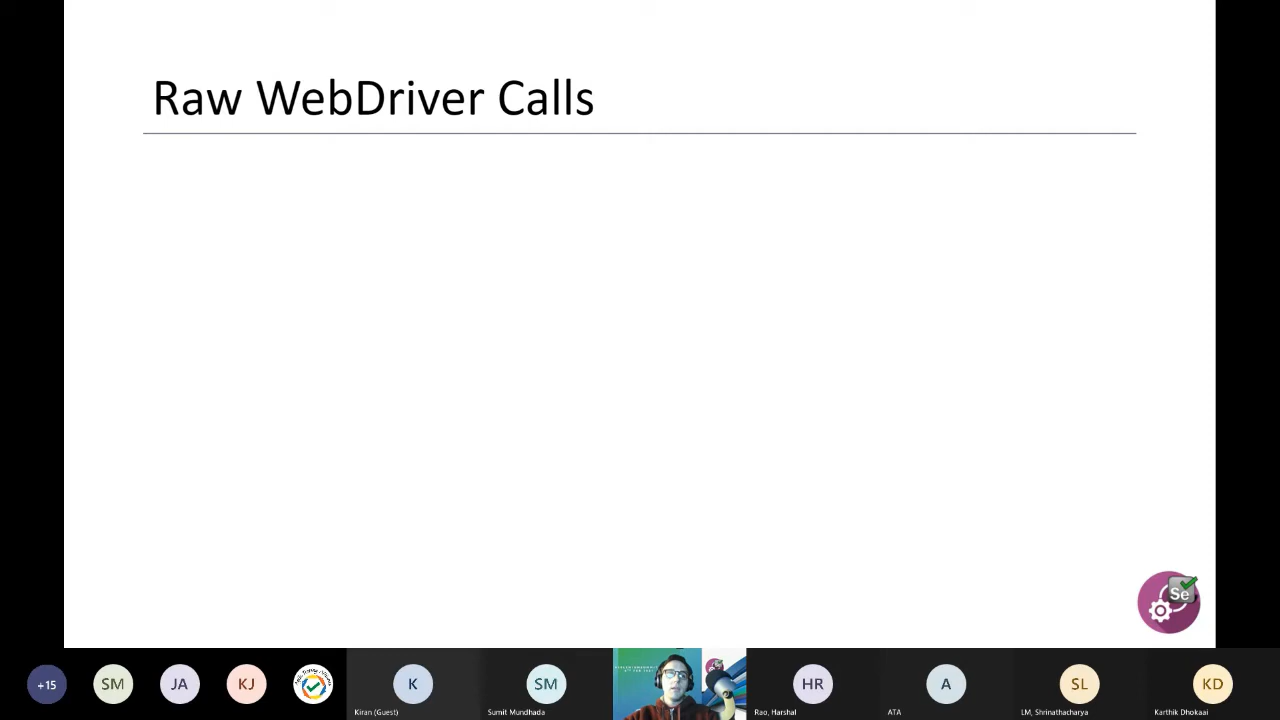 Raw WebDriver Calls
Se
+15
SM
JA
KJ
K
SM
HR
A
SL
KD
Kiran (Guest)
Sumit Mundhada
Rao, Harshal
ATA
LM, Shrinathacharya
Karthik Dhokaai